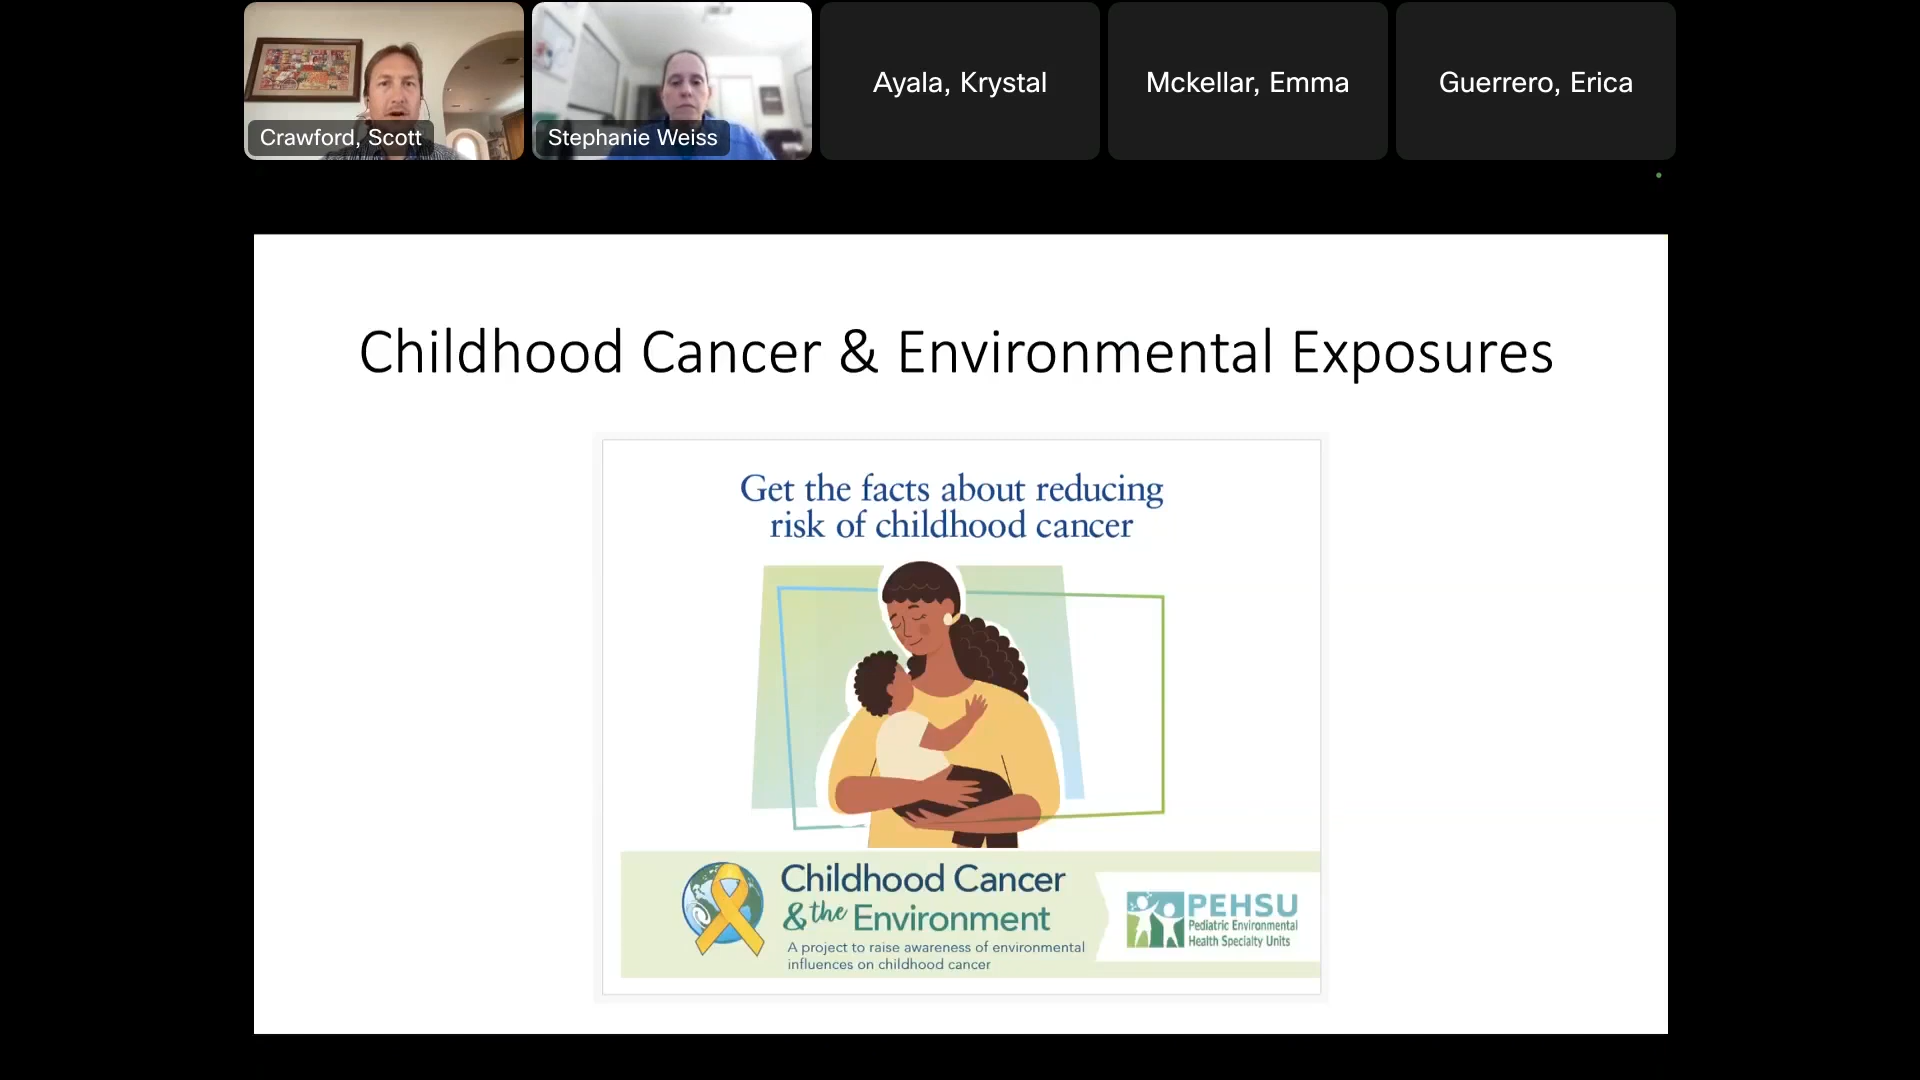 Crawford, Scott
Stephanie Weiss
Ayala, Krystal
Mckellar, Emma
Guerrero, Erica
Childhood Cancer & Environmental Exposures
Get the facts about reducing
risk of childhood cancer
Childhood Cancer
& the Environment
A project to raise awareness of environmental
influences on childhood cancer
PEHSU
Pediatric Environmental
Health Specialty Units